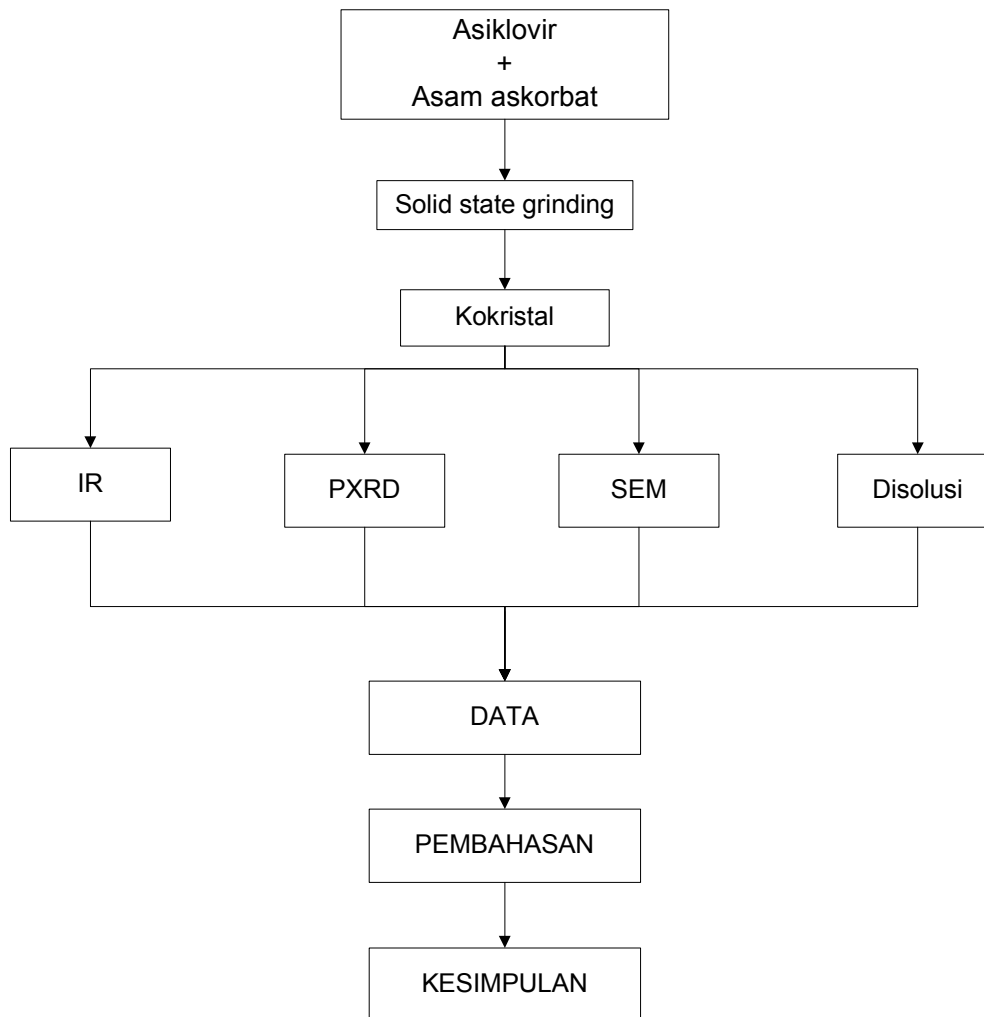 Asiklovir
+
Asam askorbat
Solid state grinding
Kokristal
IR
PXRD
SEM
Disolusi
DATA
PEMBAHASAN
KESIMPULAN